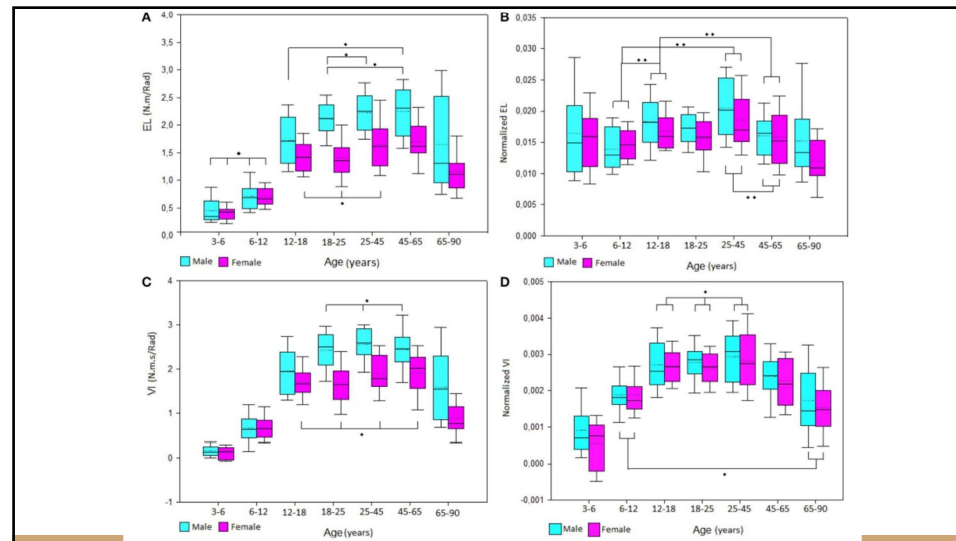 A
EL (N.m/Rad)
4,0
3,5
3,0
2,5
2,0
1,5
1,0
0,5
0,0
3-6 6-12 12-18 18-25 25-45 45-65 65-90
Male Female Age (years)
B
Normalized EL
0,035
0,030
0,025
0,020
0,015
0,010
0,005
0,000
3-6 6-12 12-18 18-25 25-45 45-65 65-90
Male Female Age (years)
C
VI (N.m.s/Rad)
4
3
2
1
0
-1
3-6 6-12 12-18 18-25 25-45 45-65 65-90
Male Female Age (years)
D
Normalized VI
0,005
0,004
0,003
0,002
0,001
0,000
-0,001
3-6 6-12 12-18 18-25 25-45 45-65 65-90
Male Female Age (years)